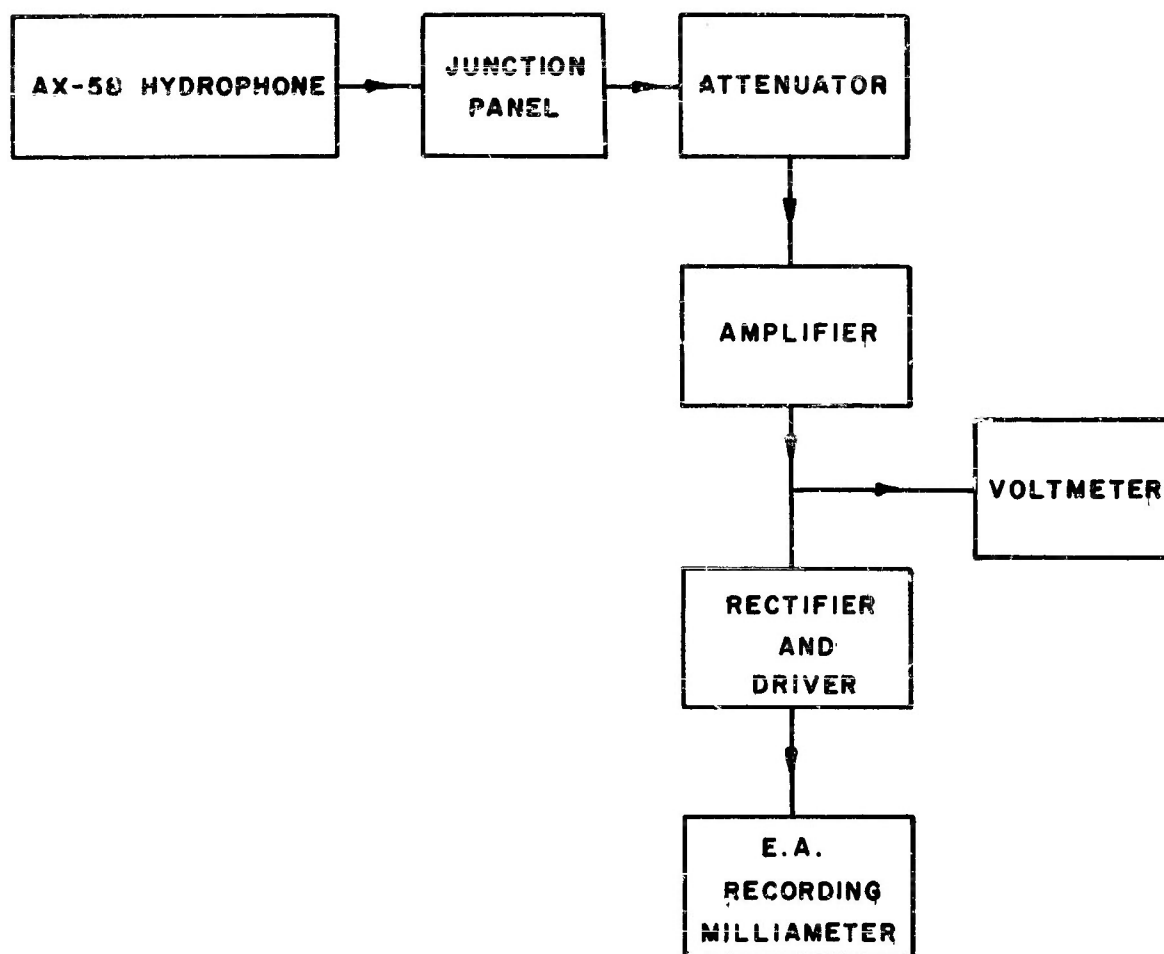 AX-58 HYDROPHONE
JUNCTION
PANEL
ATTENUATOR
AMPLIFIER
VOLTMETER
RECTIFIER
AND
DRIVER
E.A.
RECORDING
MILLIAMETER